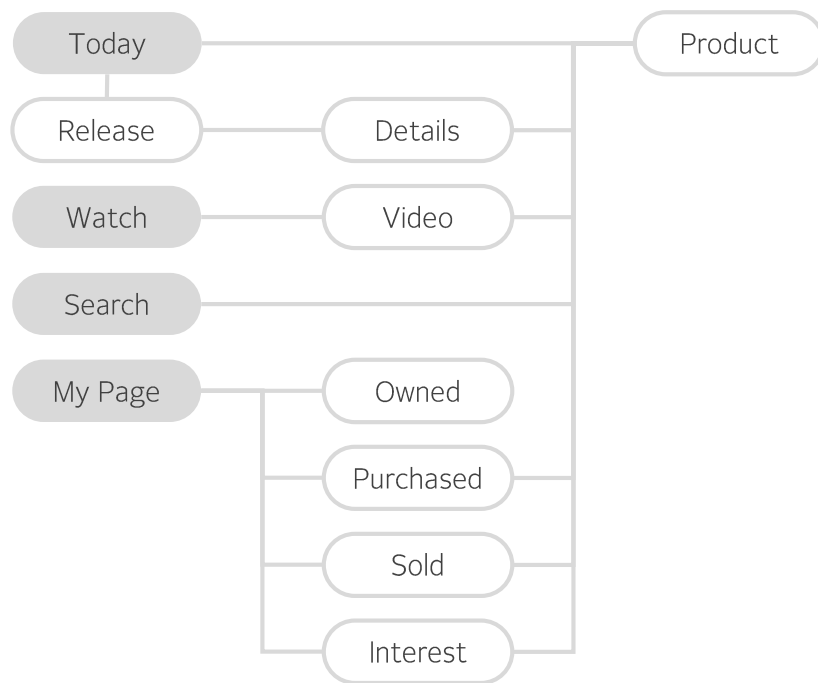 Today
Product
Release
Details
Watch
Video
Search
My Page
Owned
Purchased
Sold
Interest